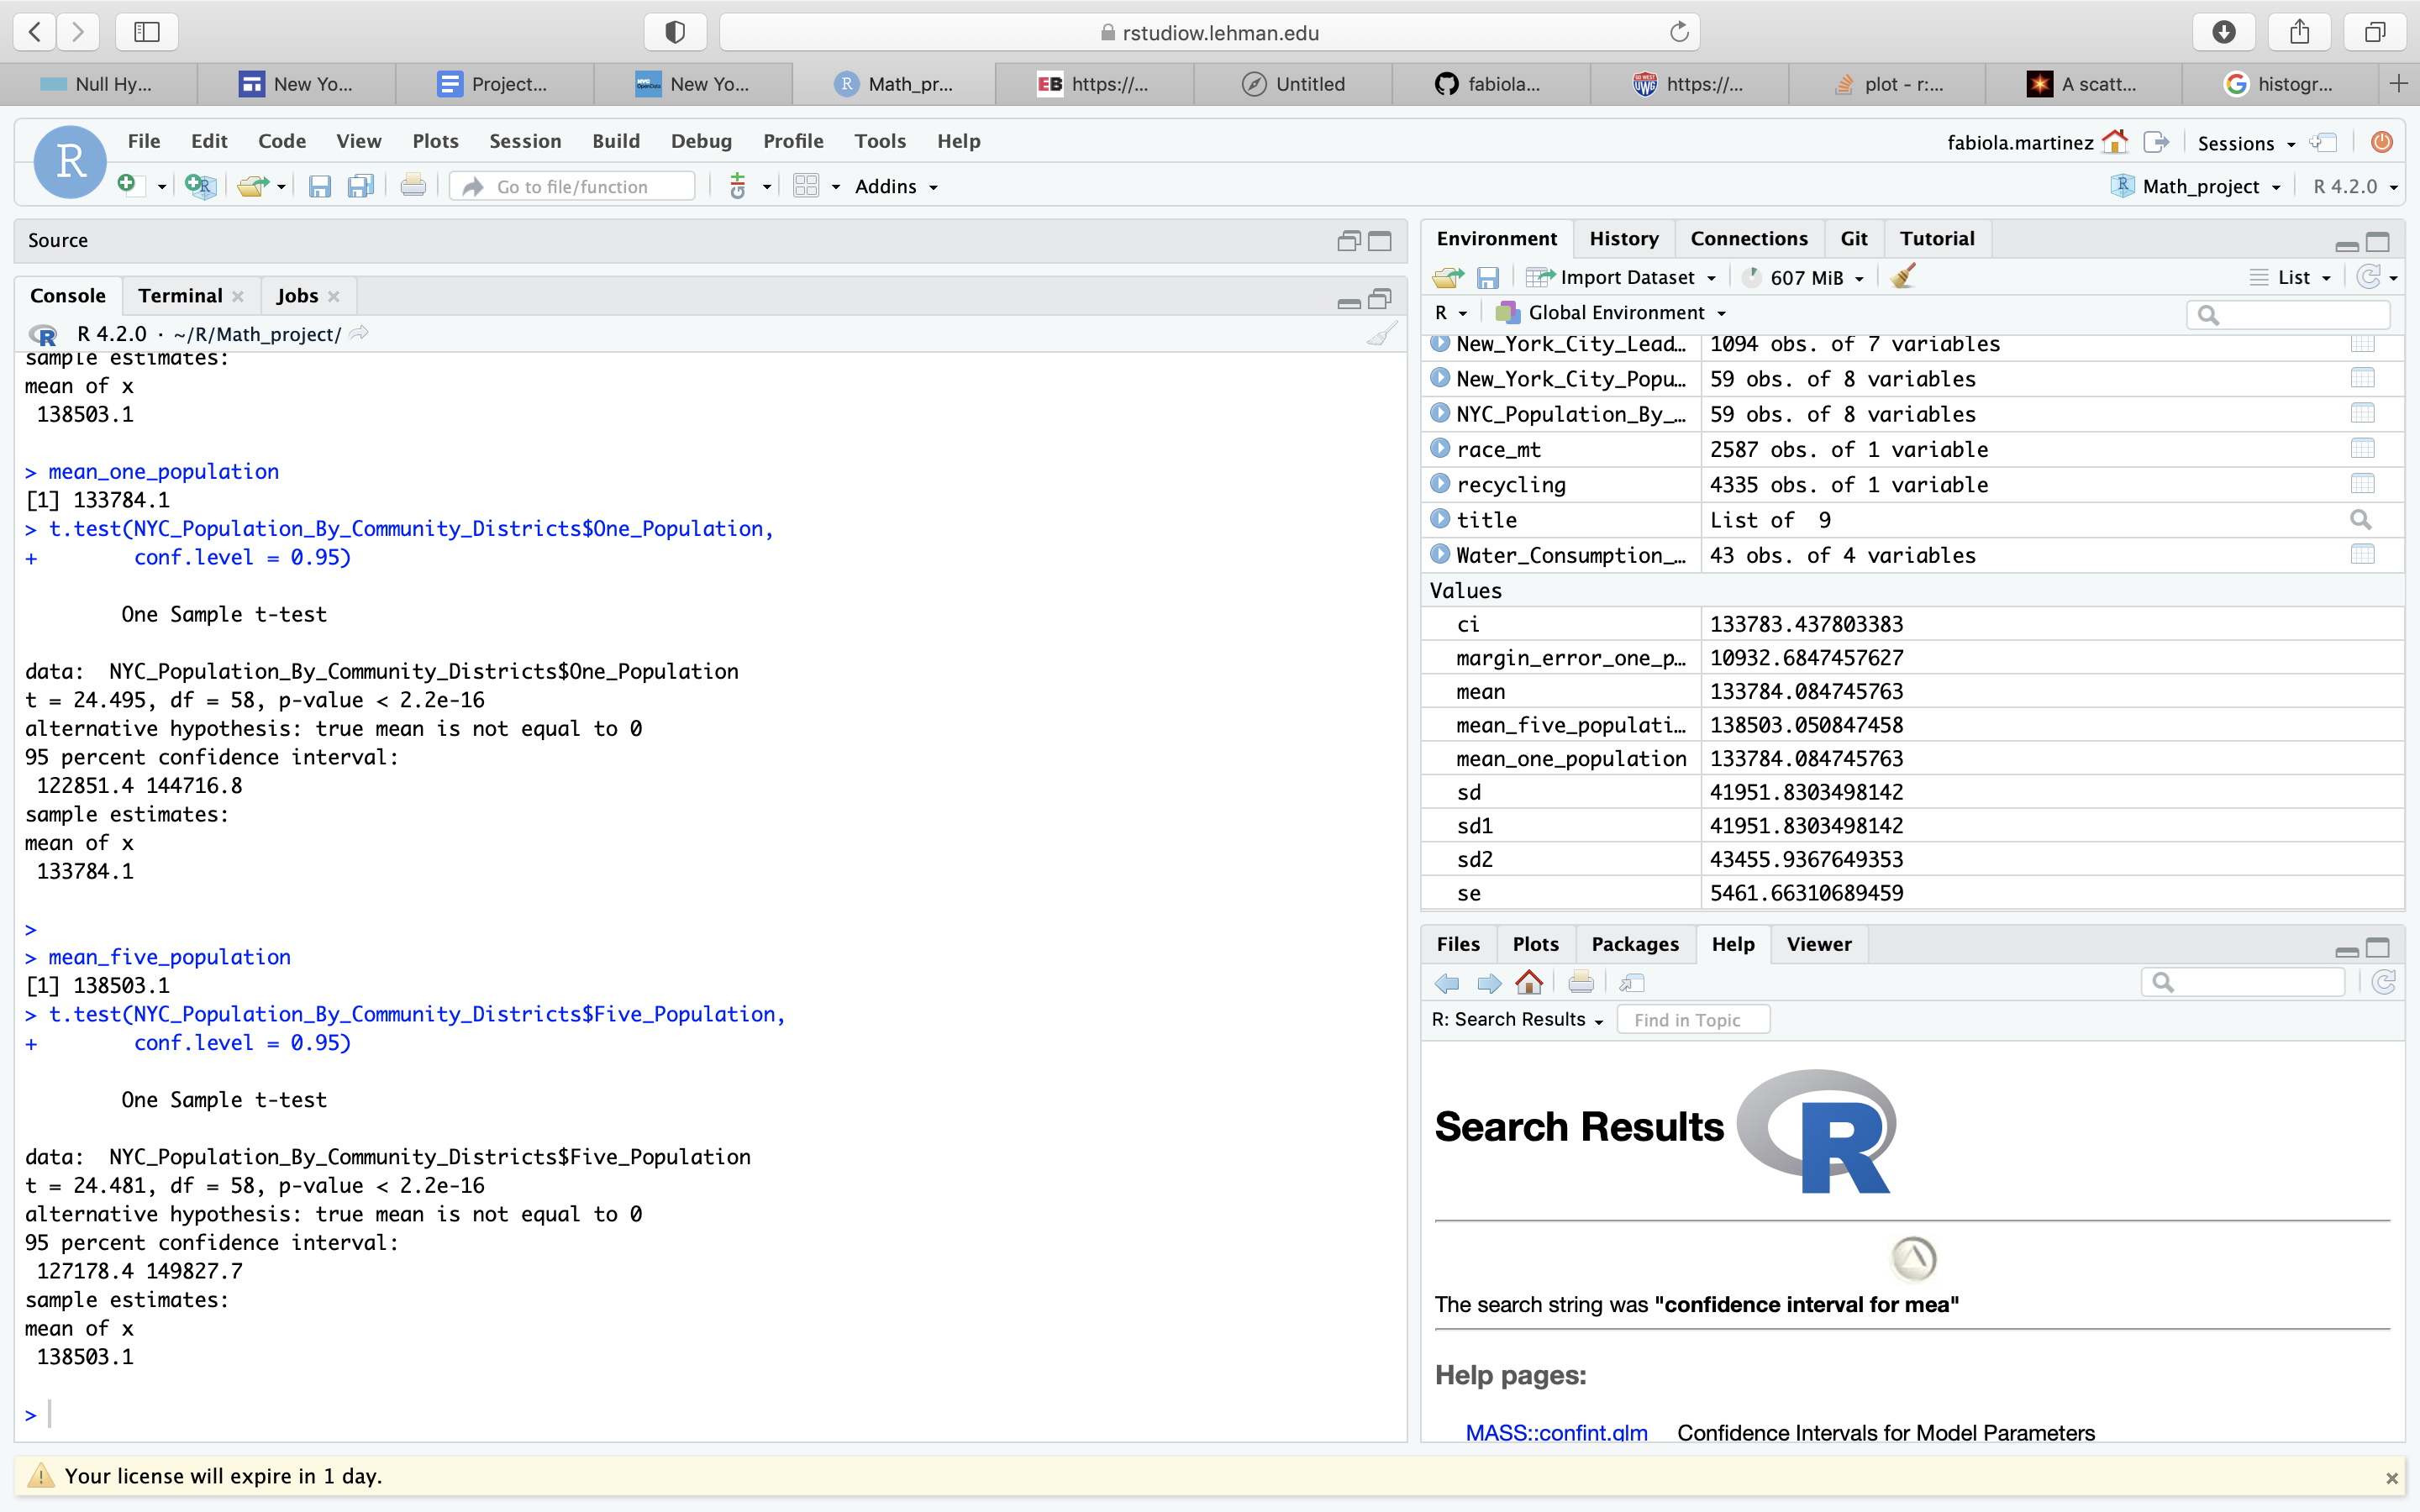 rstudiow.lehman.edu
Null Hy...
New Yo...
Project...
New Yo...
Math_pr...
https://...
Untitled
fabiola...
https://...
plot - r:...
A scatt...
histogr...
File Edit Code View Plots Session Build Debug Profile Tools Help
fabiola.martinez
Sessions
Go to file/function
Addins
Math_project
R 4.2.0
Source
Console Terminal Jobs
R 4.2.0 · ~/R/Math_project/
sample estimates:
mean of x
138503.1
> mean_one_population
[1] 133784.1
> t.test(NYC_Population_By_Community_Districts$One_Population,
+ conf.level = 0.95)
One Sample t-test
data: NYC_Population_By_Community_Districts$One_Population
t = 24.495, df = 58, p-value < 2.2e-16
alternative hypothesis: true mean is not equal to 0
95 percent confidence interval:
122851.4 144716.8
sample estimates:
mean of x
133784.1
>
> mean_five_population
[1] 138503.1
> t.test(NYC_Population_By_Community_Districts$Five_Population,
+ conf.level = 0.95)
One Sample t-test
data: NYC_Population_By_Community_Districts$Five_Population
t = 24.481, df = 58, p-value < 2.2e-16
alternative hypothesis: true mean is not equal to 0
95 percent confidence interval:
127178.4 149827.7
sample estimates:
mean of x
138503.1
>
Environment History Connections Git Tutorial
Import Dataset 607 MiB List
R Global Environment
New_York_City_Lead… 1094 obs. of 7 variables
New_York_City_Popu… 59 obs. of 8 variables
NYC_Population_By_… 59 obs. of 8 variables
race_mt 2587 obs. of 1 variable
recycling 4335 obs. of 1 variable
title List of 9
Water_Consumption_… 43 obs. of 4 variables
Values
ci 133783.437803383
margin_error_one_p… 10932.6847457627
mean 133784.084745763
mean_five_populati… 138503.050847458
mean_one_population 133784.084745763
sd 41951.8303498142
sd1 41951.8303498142
sd2 43455.9367649353
se 5461.66310689459
Files Plots Packages Help Viewer
R: Search Results Find in Topic
Search Results R
The search string was "confidence interval for mea"
Help pages:
MASS::confint.glm Confidence Intervals for Model Parameters
Your license will expire in 1 day.